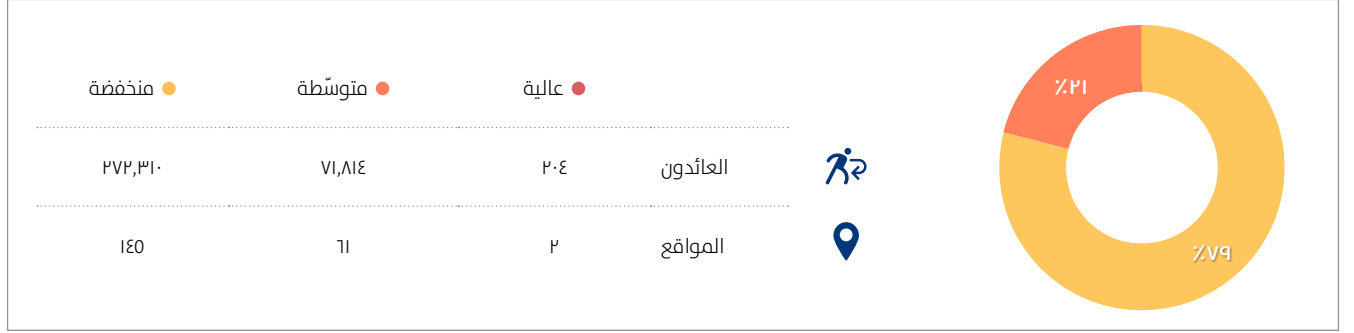 عالية متوسّطة منخفضة
العائدون ٢٠٤ ٧١,٨١٤ ٢٧٢,٣١٠
المواقع ٢ ٦١ ١٤٥
٪٢١
٪٧٩